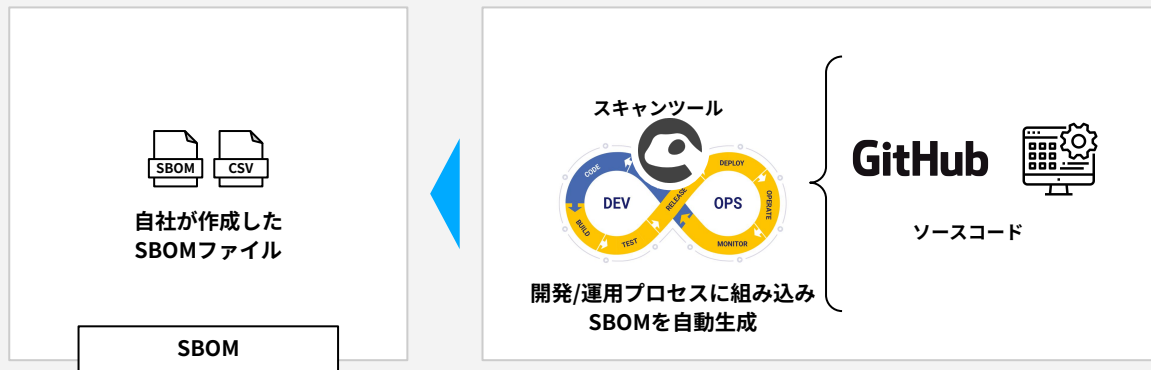 SBOM
CSV
自社が作成した
SBOMファイル
SBOM
スキャンツール
CODE
DEV
BUILD
TEST
RELEASE
DEPLOY
OPS
OPERATE
MONITOR
開発/運用プロセスに組み込み
SBOMを自動生成
GitHub
ソースコード